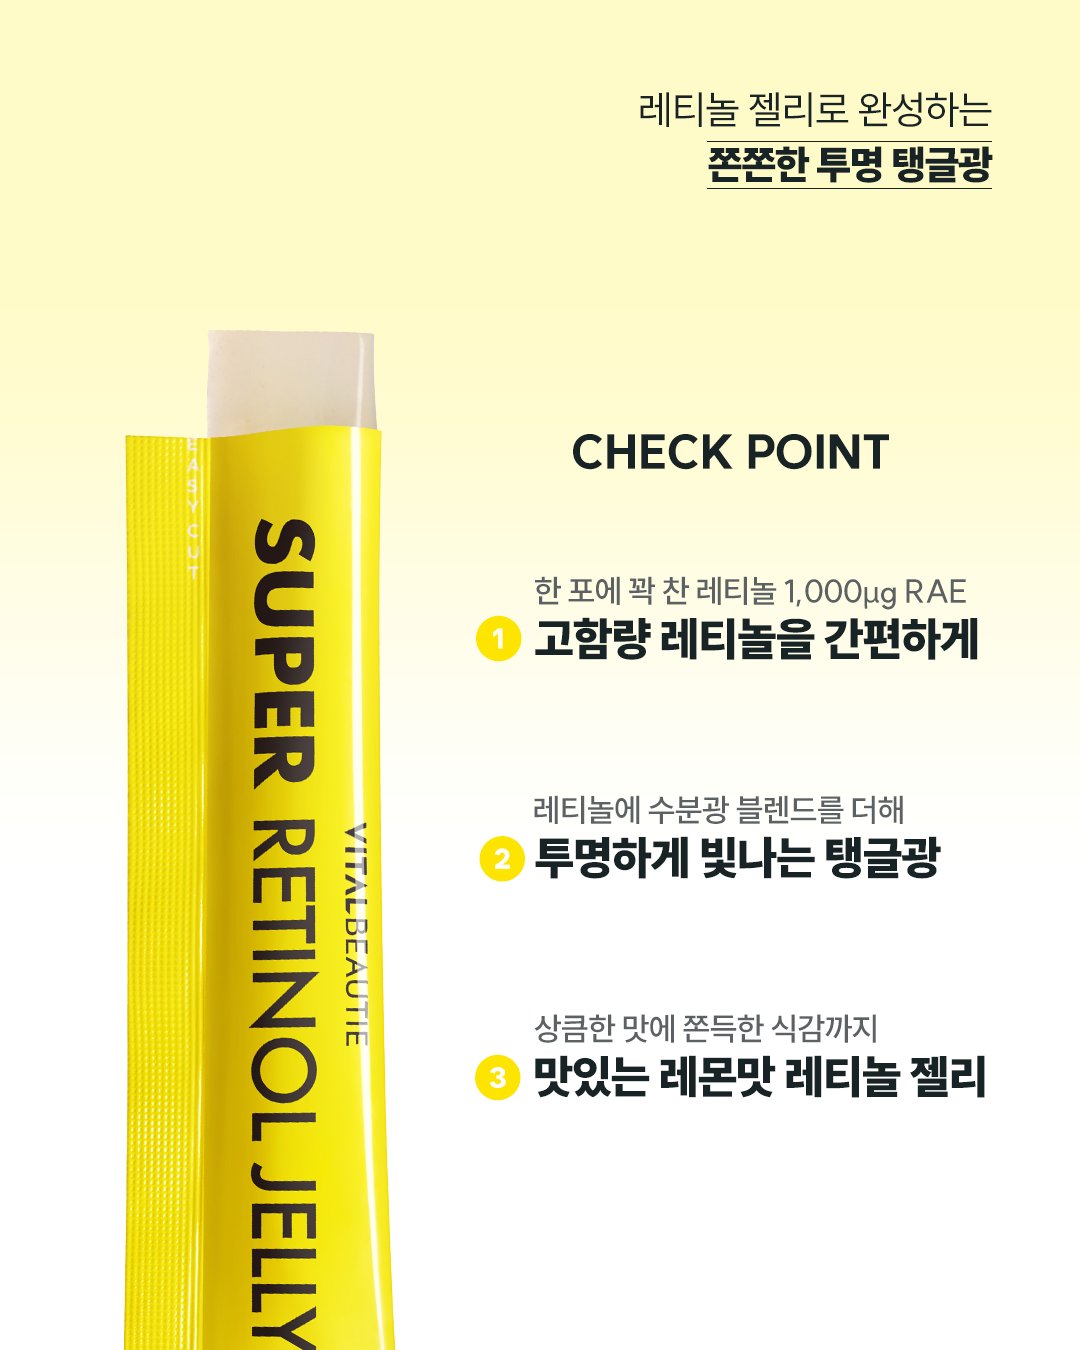 레티놀 젤리로 완성하는
쫀쫀한 투명 탱글광
EASY CUT
SUPER RETINOL JELLY
VITALBEAUTIE
CHECK POINT
한 포에 꽉 찬 레티놀 1,000μg RAE
1 고함량 레티놀을 간편하게
레티놀에 수분광 블렌드를 더해
2 투명하게 빛나는 탱글광
상큼한 맛에 쫀득한 식감까지
3 맛있는 레몬맛 레티놀 젤리